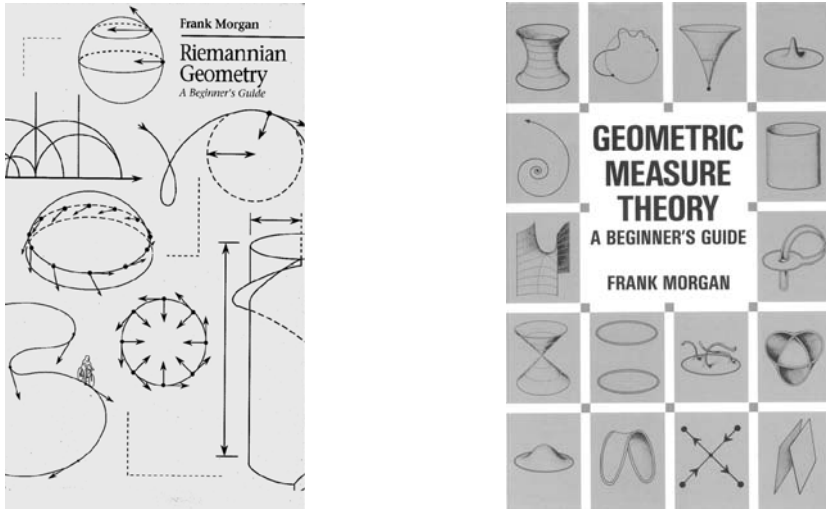 Frank Morgan
Riemannian
Geometry
A Beginner's Guide
GEOMETRIC
MEASURE
THEORY
A BEGINNER'S GUIDE
FRANK MORGAN